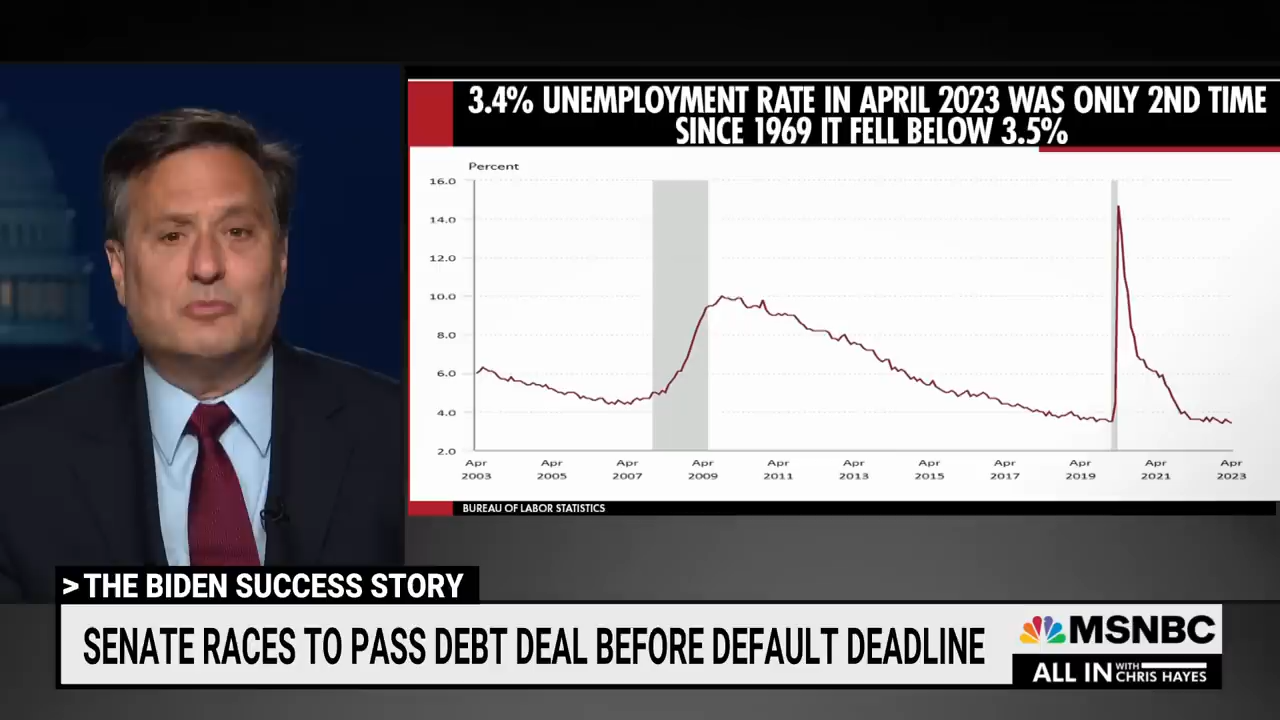 3.4% UNEMPLOYMENT RATE IN APRIL 2023 WAS ONLY 2ND TIME
SINCE 1969 IT FELL BELOW 3.5%
Percent
16.0
14.0
12.0
10.0
8.0
6.0
4.0
2.0
Apr Apr Apr Apr Apr Apr Apr Apr Apr Apr Apr
2003 2005 2007 2009 2011 2013 2015 2017 2019 2021 2023
BUREAU OF LABOR STATISTICS
> THE BIDEN SUCCESS STORY
SENATE RACES TO PASS DEBT DEAL BEFORE DEFAULT DEADLINE
MSNBC
ALL IN WITH CHRIS HAYES